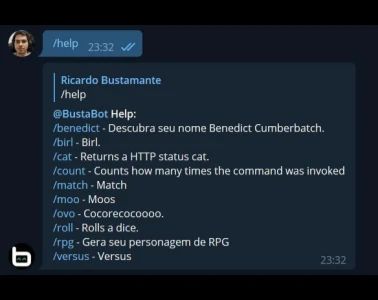 /help 23:32
Ricardo Bustamante
/help
@BustaBot Help:
/benedict - Descubra seu nome Benedict Cumberbatch.
/birl - Birl.
/cat - Returns a HTTP status cat.
/count - Counts how many times the command was invoked
/match - Match
/moo - Moos
/ovo - Cocorecocoooo.
/roll - Rolls a dice.
/rpg - Gera seu personagem de RPG
/versus - Versus
23:32